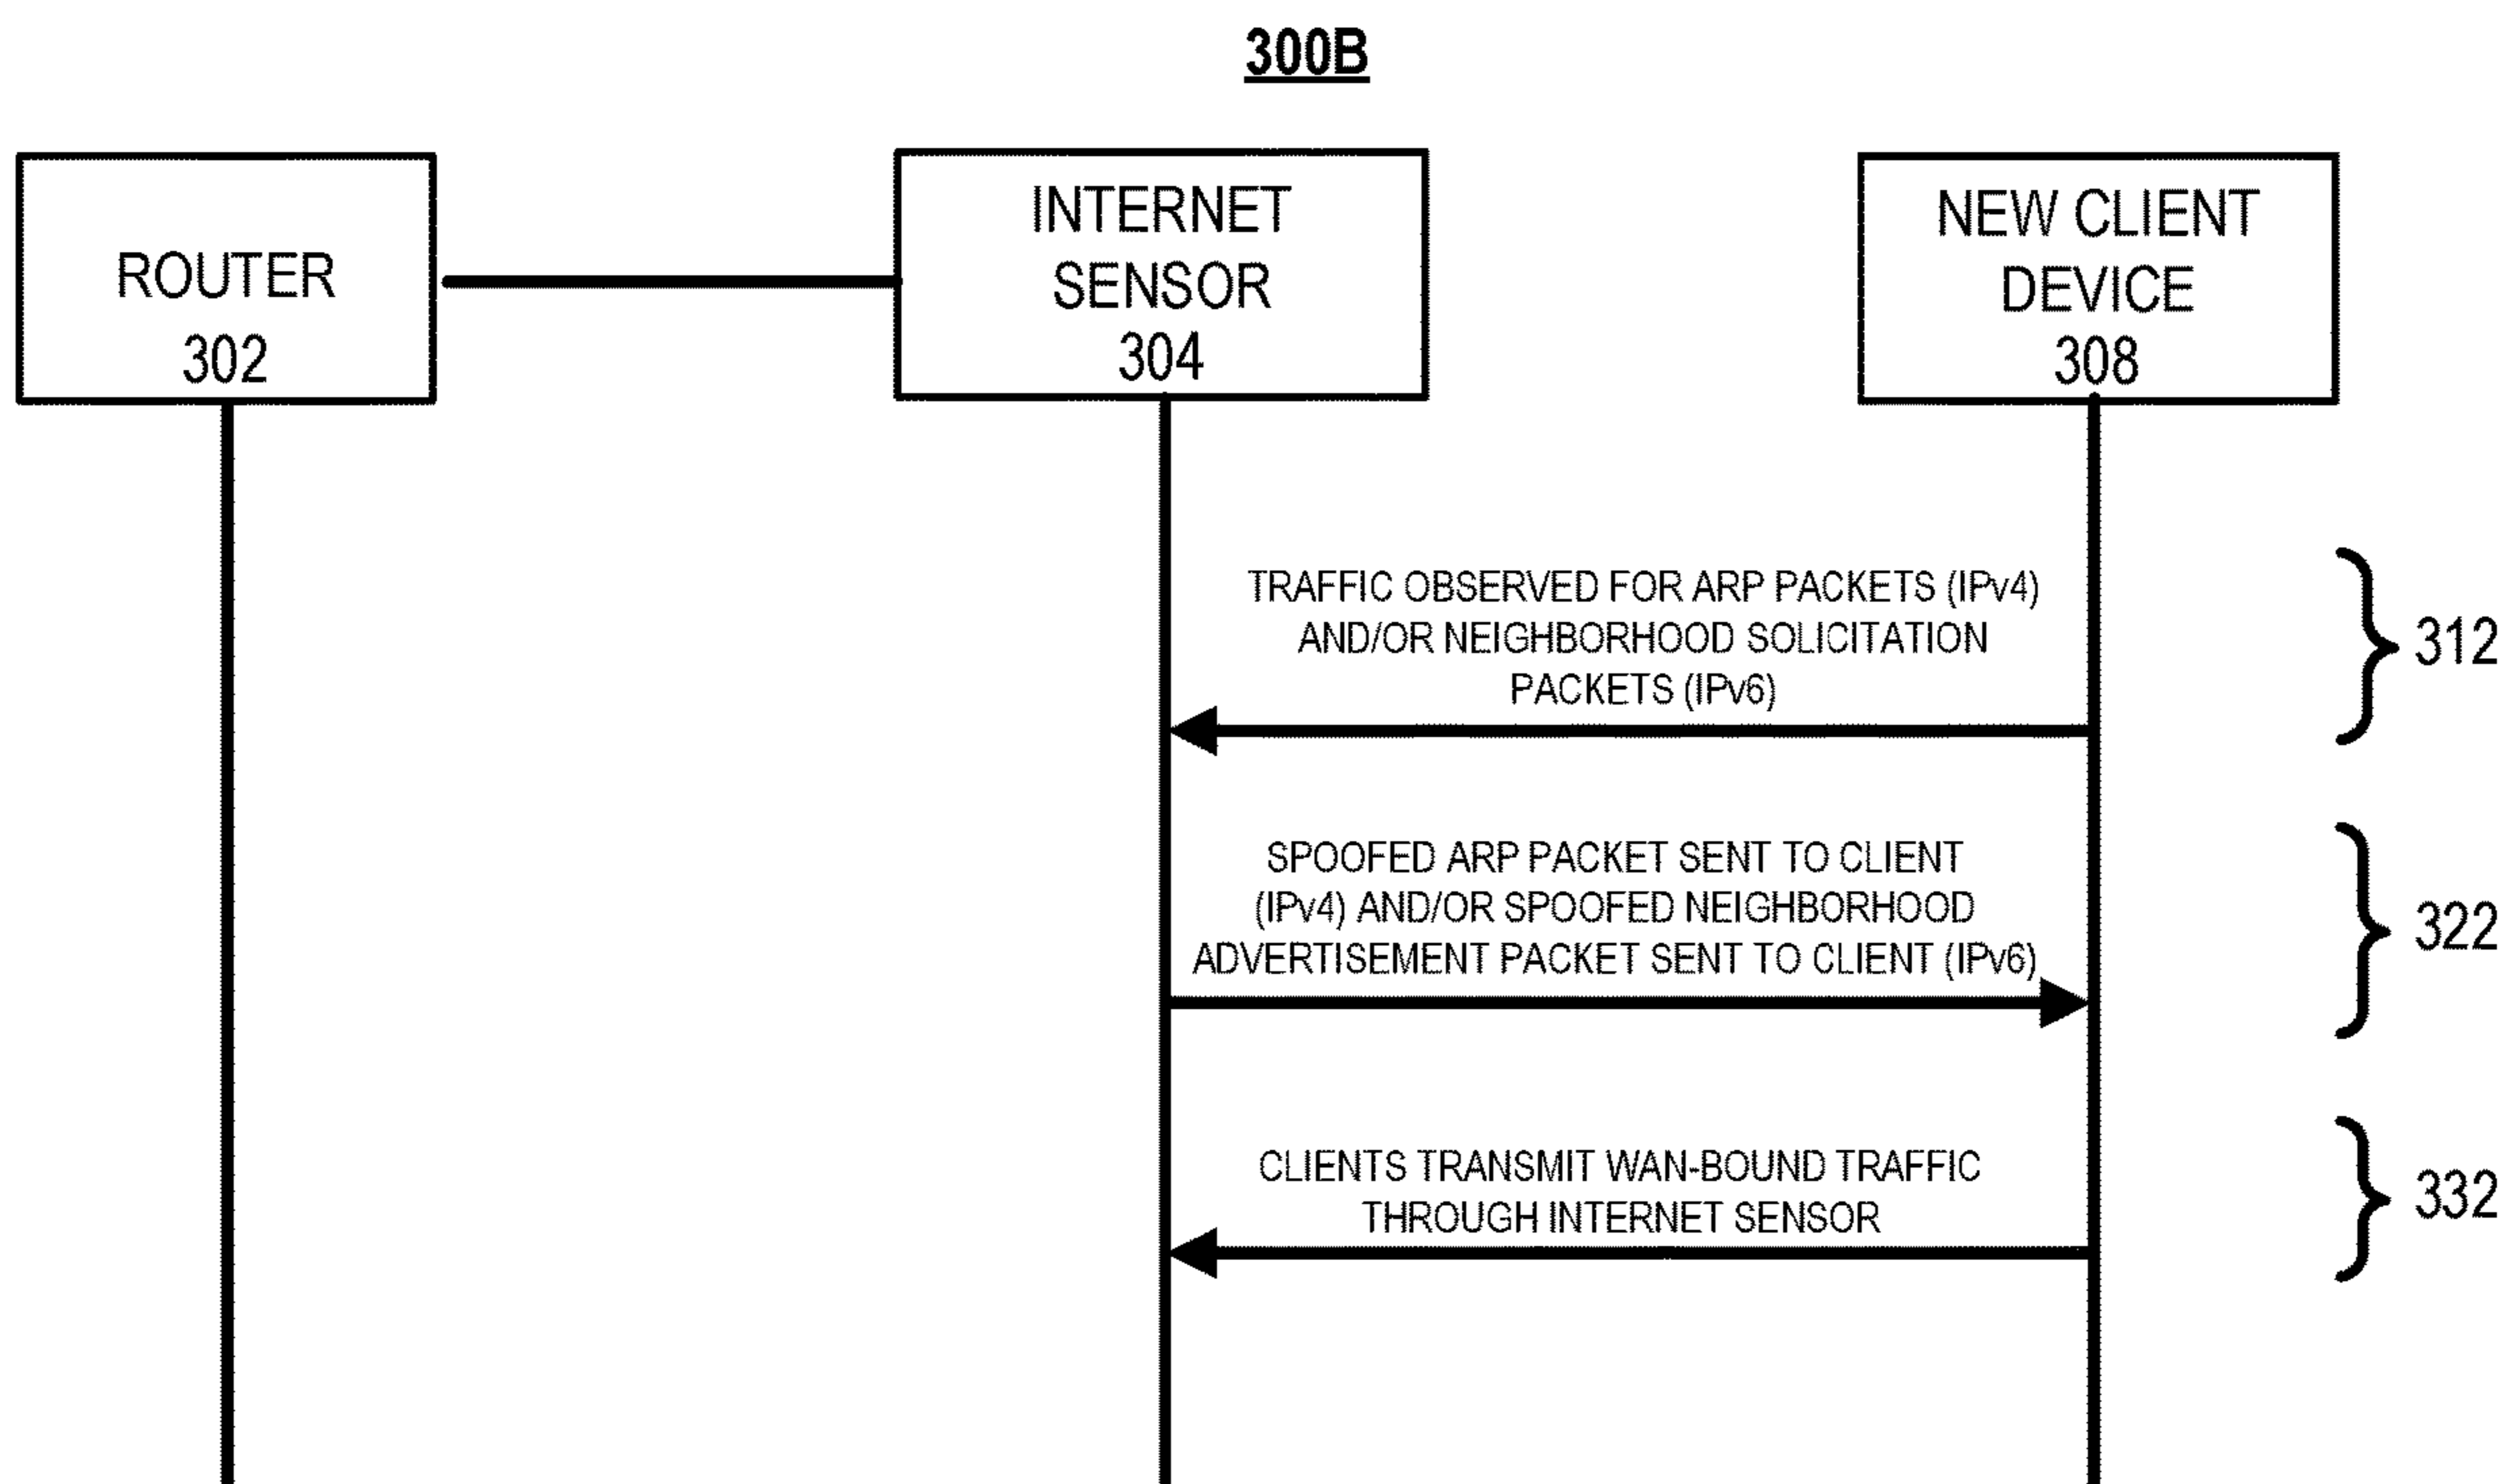 300B
ROUTER
302
INTERNET
SENSOR
304
NEW CLIENT
DEVICE
308
TRAFFIC OBSERVED FOR ARP PACKETS (IPv4)
AND/OR NEIGHBORHOOD SOLICITATION
PACKETS (IPv6)
312
SPOOFED ARP PACKET SENT TO CLIENT
(IPv4) AND/OR SPOOFED NEIGHBORHOOD
ADVERTISEMENT PACKET SENT TO CLIENT (IPv6)
322
CLIENTS TRANSMIT WAN-BOUND TRAFFIC
THROUGH INTERNET SENSOR
332